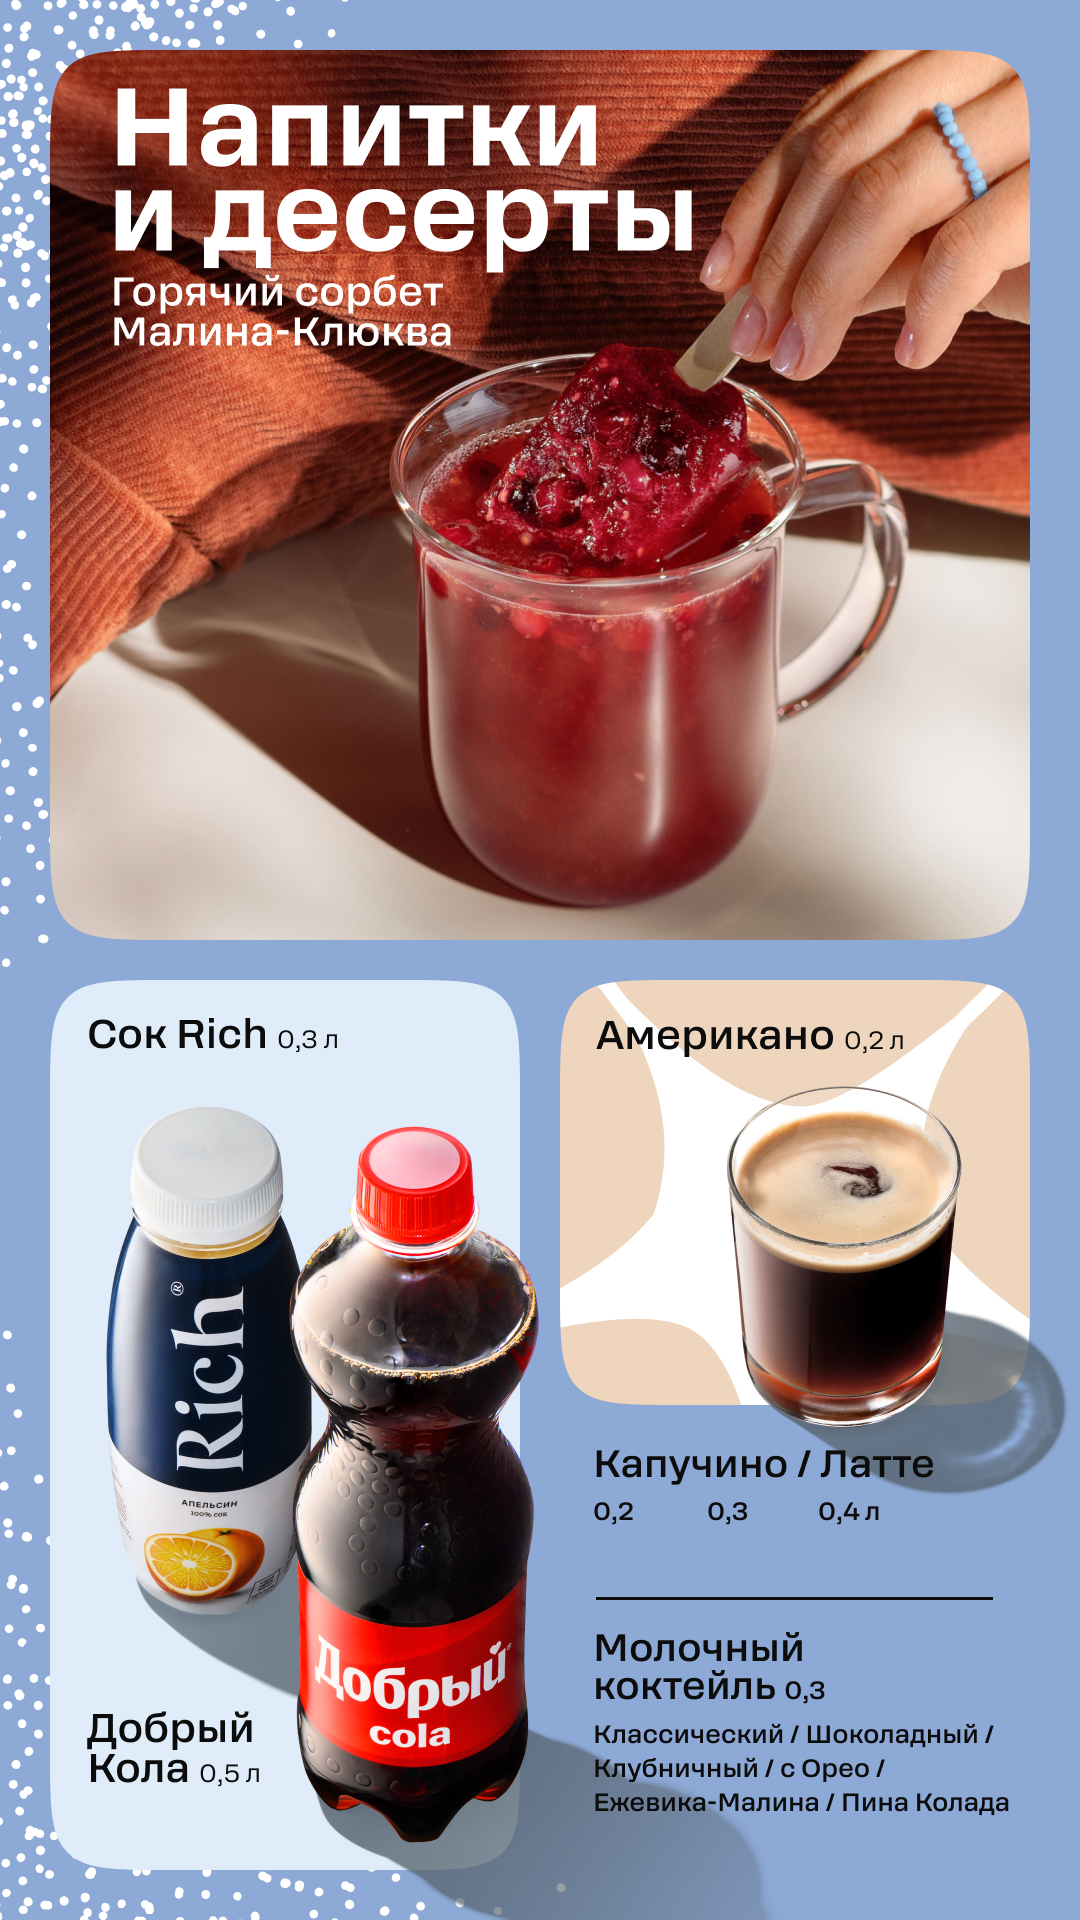 Напитки
и десерты
Горячий сорбет
Малина-Клюква
Сок Rich 0,3 л
Rich®
АПЕЛЬСИН
100% сок
Добрый®
cola
Добрый
Кола 0,5 л
Американо 0,2 л
Капучино / Латте
0,2 0,3 0,4 л
Молочный
коктейль 0,3
Классический / Шоколадный /
Клубничный / с Орео /
Ежевика-Малина / Пина Колада